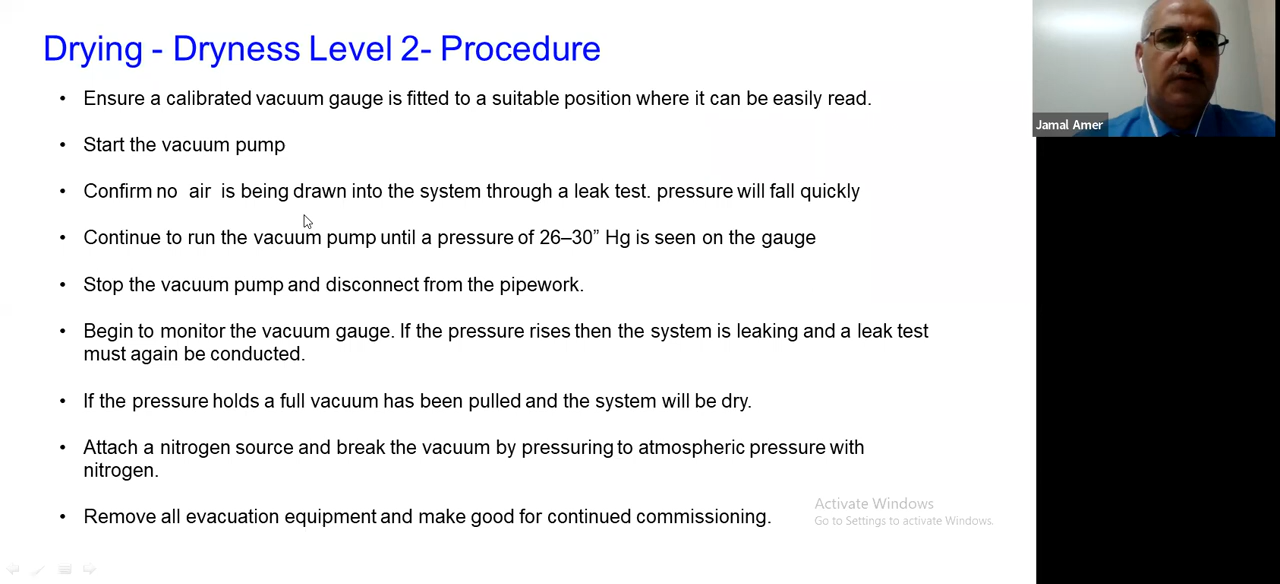 Drying - Dryness Level 2- Procedure
• Ensure a calibrated vacuum gauge is fitted to a suitable position where it can be easily read.
• Start the vacuum pump
• Confirm no  air  is being drawn into the system through a leak test. pressure will fall quickly
• Continue to run the vacuum pump until a pressure of 26–30” Hg is seen on the gauge
• Stop the vacuum pump and disconnect from the pipework.
• Begin to monitor the vacuum gauge. If the pressure rises then the system is leaking and a leak test
must again be conducted.
• If the pressure holds a full vacuum has been pulled and the system will be dry.
• Attach a nitrogen source and break the vacuum by pressuring to atmospheric pressure with
nitrogen.
• Remove all evacuation equipment and make good for continued commissioning.
Activate Windows
Go to Settings to activate Windows.
Jamal Amer